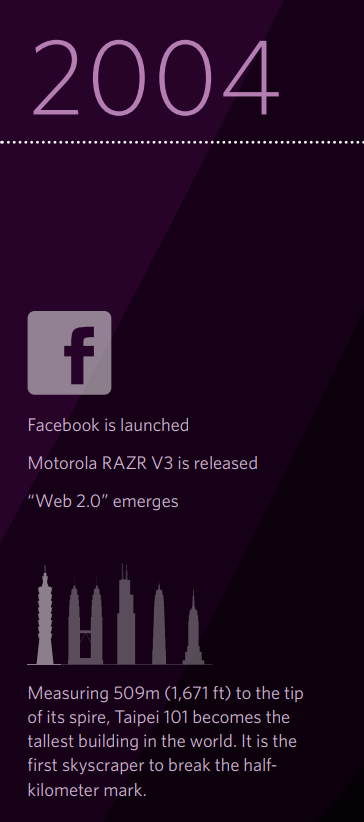 2004
f
Facebook is launched
Motorola RAZR V3 is released
“Web 2.0” emerges
Measuring 509m (1,671 ft) to the tip
of its spire, Taipei 101 becomes the
tallest building in the world. It is the
first skyscraper to break the half-
kilometer mark.